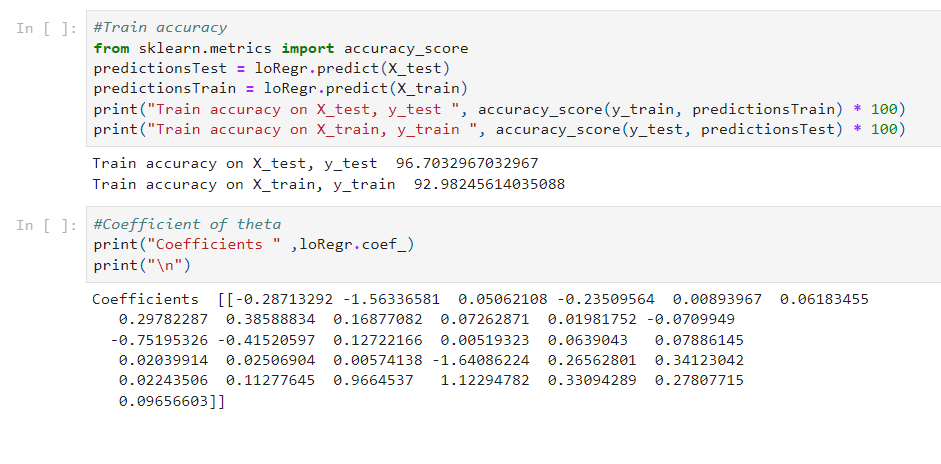 In [ ]: #Train accuracy
from sklearn.metrics import accuracy_score
predictionsTest = loRegr.predict(X_test)
predictionsTrain = loRegr.predict(X_train)
print("Train accuracy on X_test, y_test ", accuracy_score(y_train, predictionsTrain) * 100)
print("Train accuracy on X_train, y_train ", accuracy_score(y_test, predictionsTest) * 100)
Train accuracy on X_test, y_test  96.7032967032967
Train accuracy on X_train, y_train  92.98245614035088
In [ ]: #Coefficient of theta
print("Coefficients " ,loRegr.coef_)
print("\n")
Coefficients  [[-0.28713292 -1.56336581  0.05062108 -0.23509564  0.00893967  0.06183455
   0.29782287  0.38588834  0.16877082  0.07262871  0.01981752 -0.0709949
  -0.75195326 -0.41520597  0.12722166  0.00519323  0.0639043   0.07886145
   0.02039914  0.02506904  0.00574138 -1.64086224  0.26562801  0.34123042
   0.02243506  0.11277645  0.9664537   1.12294782  0.33094289  0.27807715
   0.09656603]]